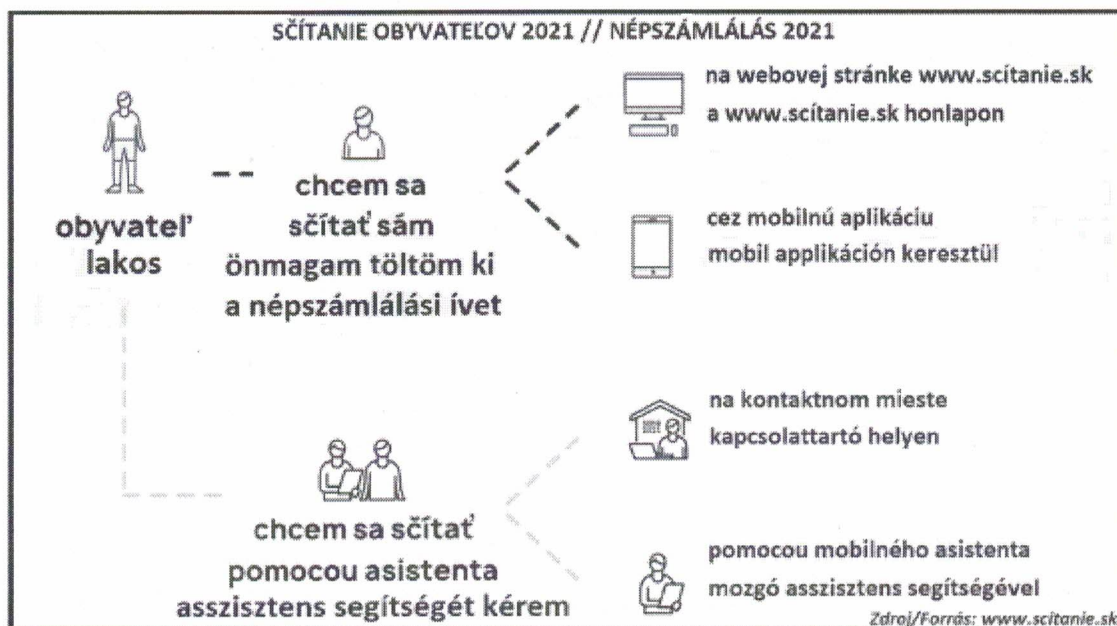 SČÍTANIE OBYVATEĽOV 2021 // NÉPSZÁMLÁLÁS 2021
obyvateľ
lakos
chcem sa
sčítať sám
önmagam töltöm ki
a népszámlálási ívet
na webovej stránke www.scítanie.sk
a www.scítanie.sk honlapon
cez mobilnú aplikáciu
mobil applikáción keresztül
chcem sa sčítať
pomocou asistenta
asszisztens segítségét kérem
na kontaktnom mieste
kapcsolattartó helyen
pomocou mobilného asistenta
mozgó asszisztens segítségével
Zdroj/Forrás: www.scitanie.sk